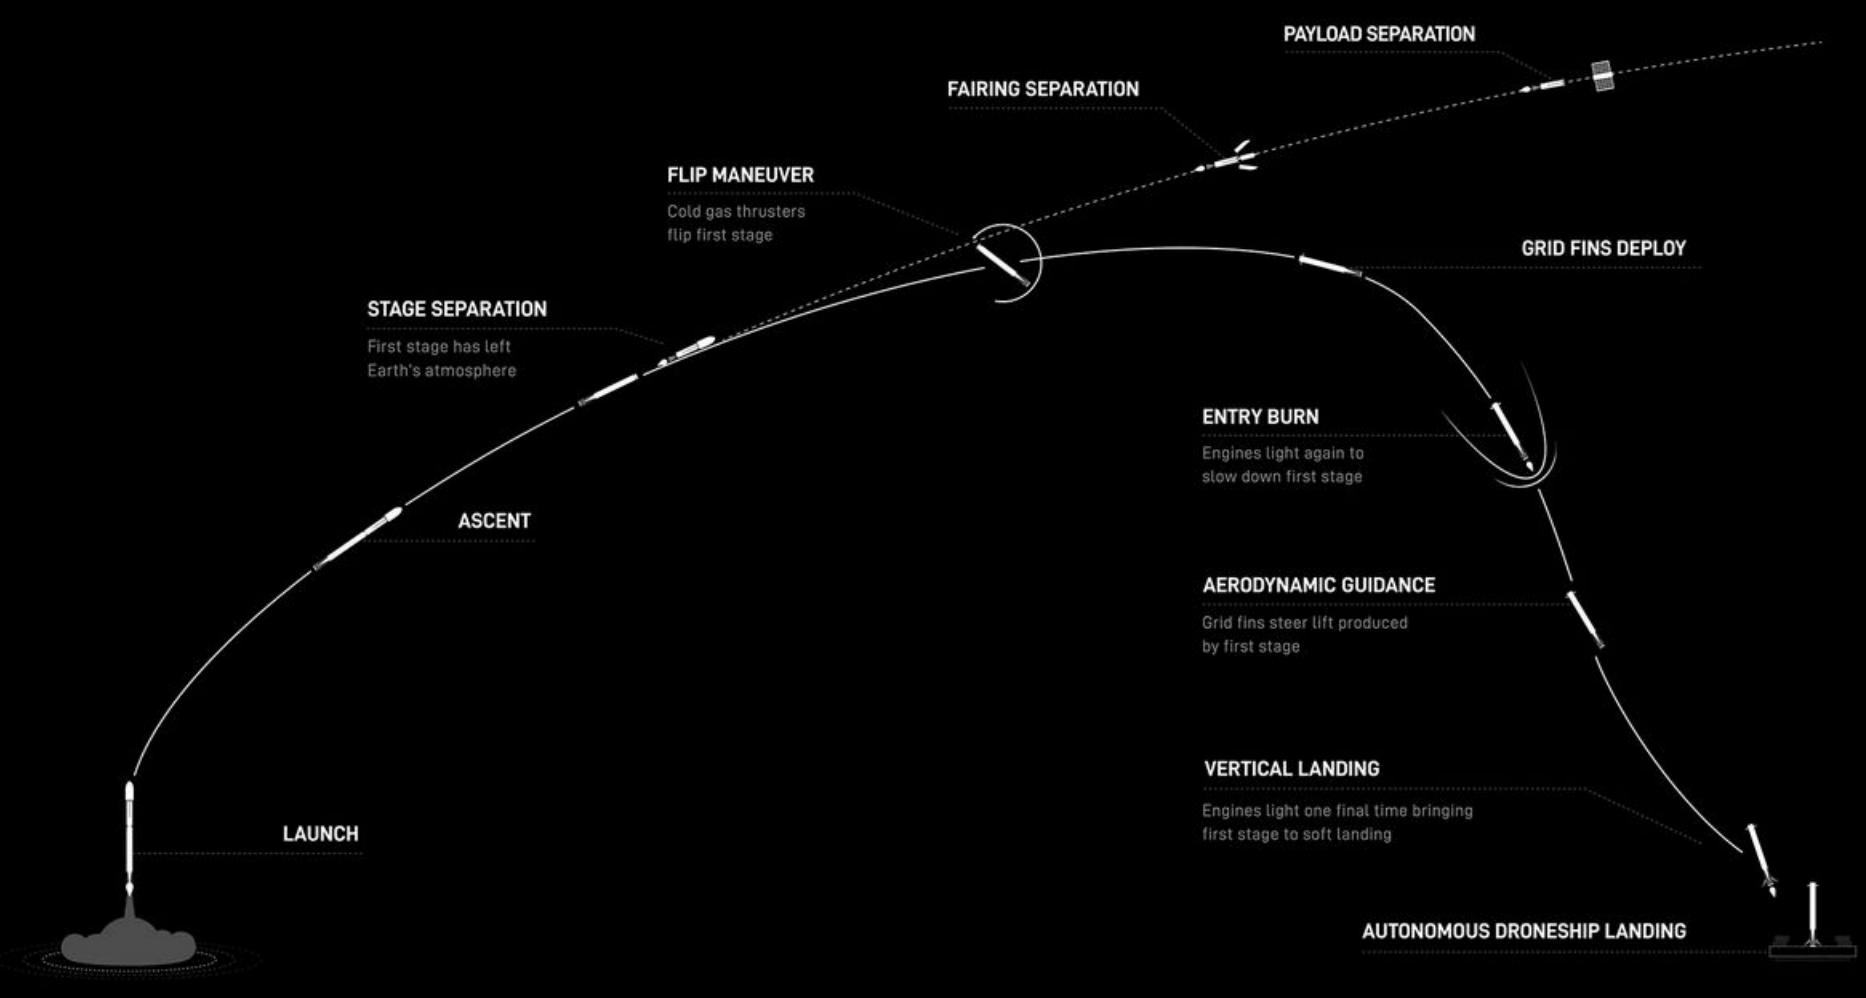 PAYLOAD SEPARATION
FAIRING SEPARATION
FLIP MANEUVER
Cold gas thrusters
flip first stage
GRID FINS DEPLOY
STAGE SEPARATION
First stage has left
Earth's atmosphere
ENTRY BURN
Engines light again to
slow down first stage
ASCENT
AERODYNAMIC GUIDANCE
Grid fins steer lift produced
by first stage
VERTICAL LANDING
Engines light one final time bringing
first stage to soft landing
LAUNCH
AUTONOMOUS DRONESHIP LANDING